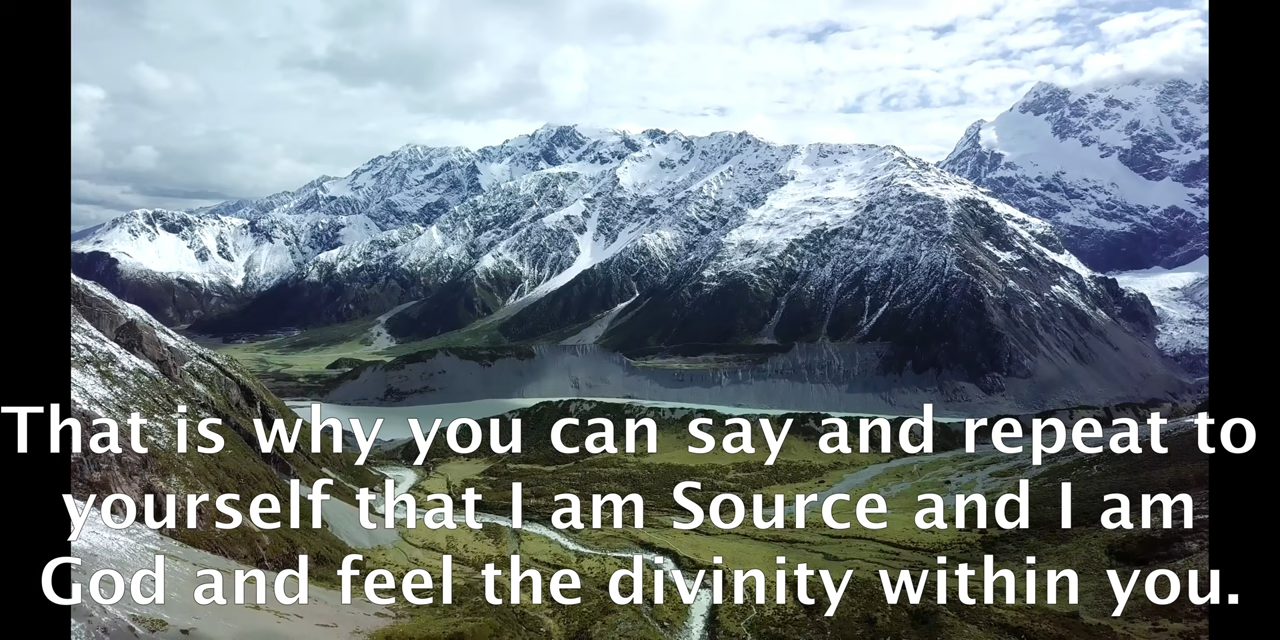 That is why you can say and repeat to
yourself that I am Source and I am
God and feel the divinity within you.